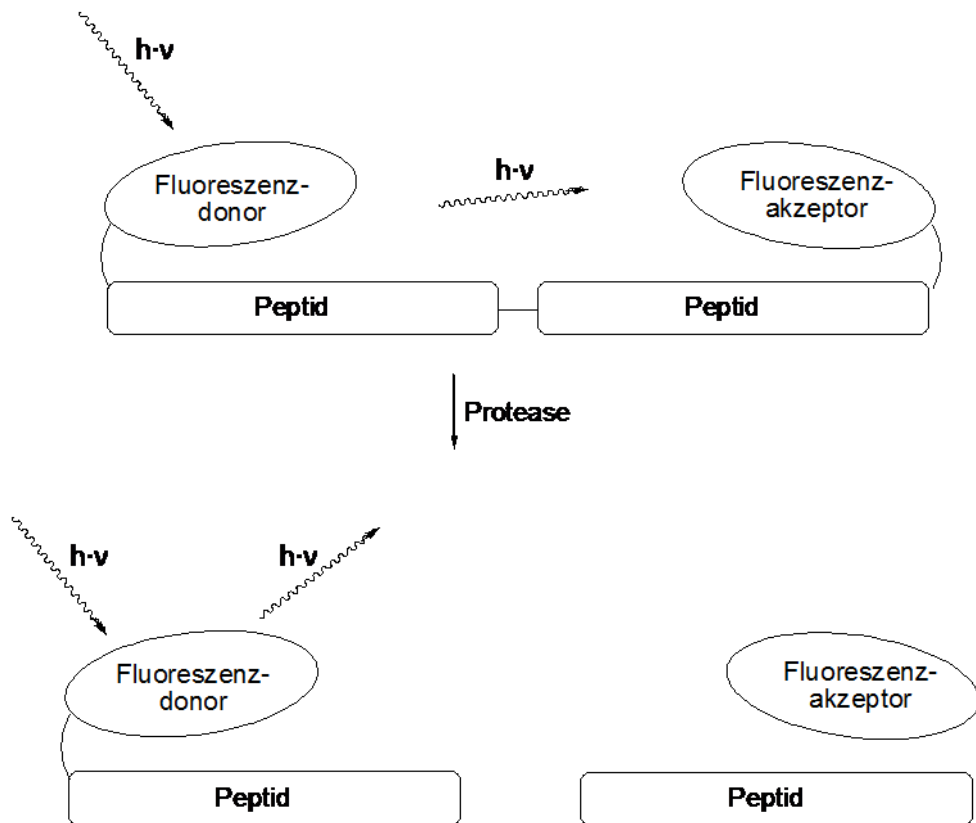 h·ν
h·ν
Fluoreszenz-
donor
Fluoreszenz-
akzeptor
Peptid
Peptid
Protease
h·ν
h·ν
Fluoreszenz-
donor
Fluoreszenz-
akzeptor
Peptid
Peptid